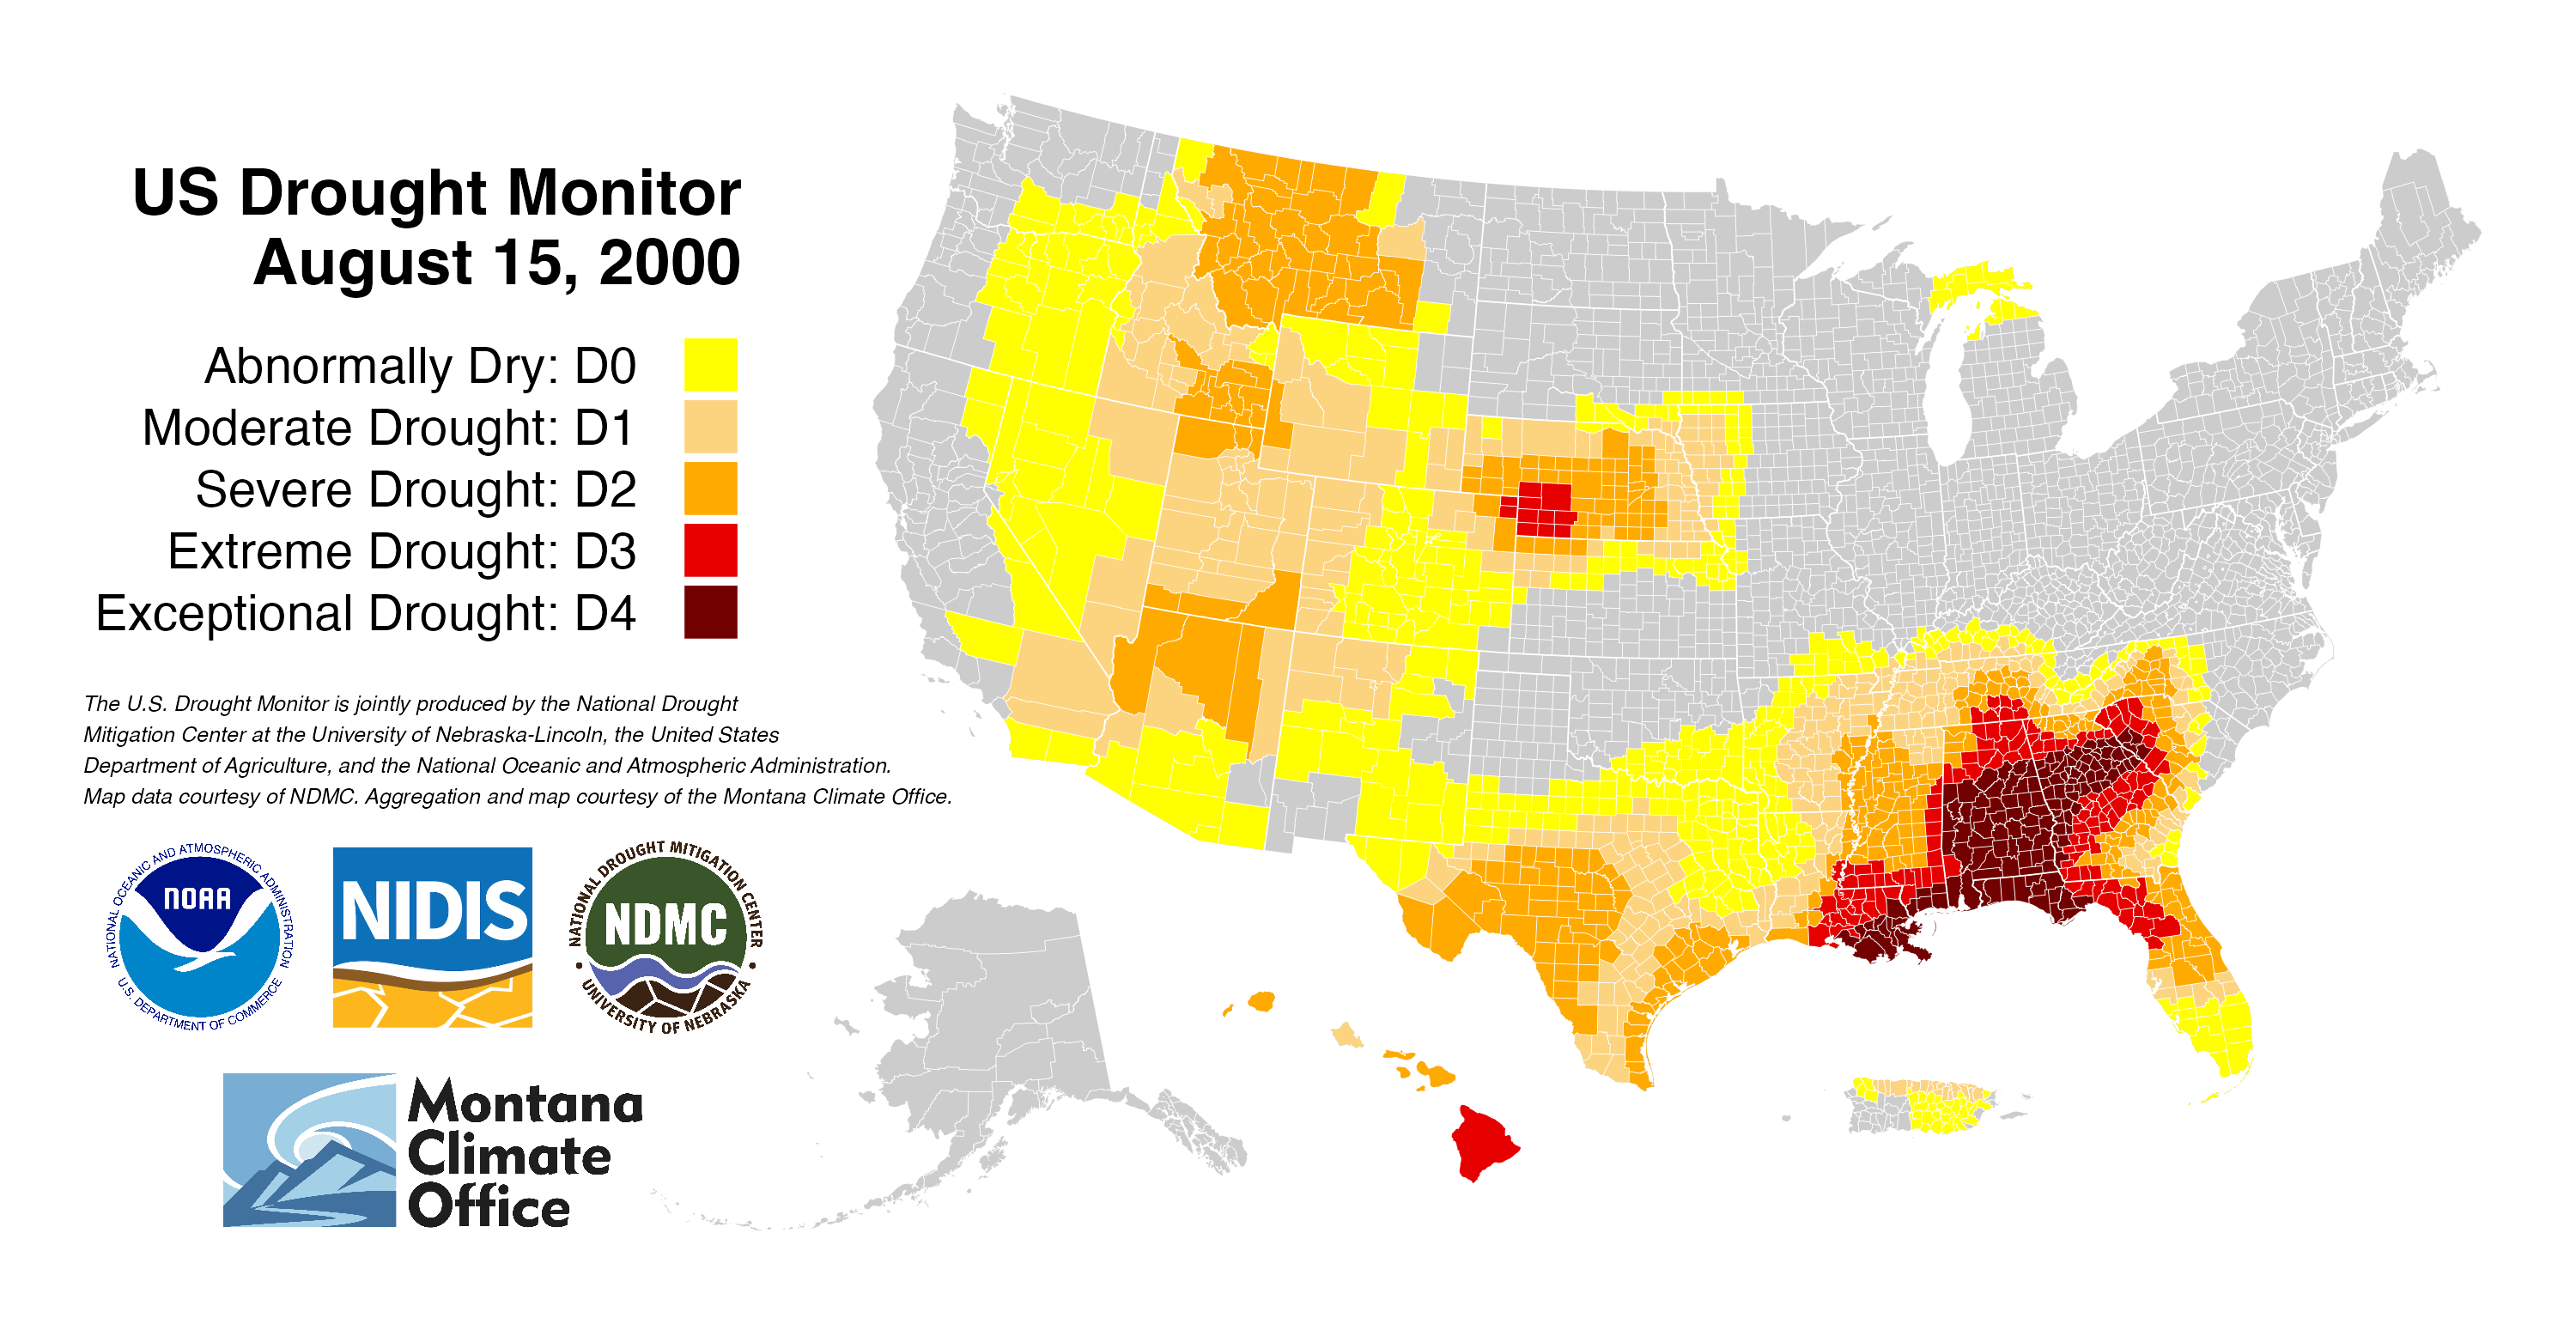 US Drought Monitor
August 15, 2000
Abnormally Dry: D0
Moderate Drought: D1
Severe Drought: D2
Extreme Drought: D3
Exceptional Drought: D4
The U.S. Drought Monitor is jointly produced by the National Drought
Mitigation Center at the University of Nebraska-Lincoln, the United States
Department of Agriculture, and the National Oceanic and Atmospheric Administration.
Map data courtesy of NDMC. Aggregation and map courtesy of the Montana Climate Office.
NATIONAL OCEANIC AND ATMOSPHERIC ADMINISTRATION
NOAA
U.S. DEPARTMENT OF COMMERCE
NIDIS
NATIONAL DROUGHT MITIGATION CENTER
NDMC
UNIVERSITY OF NEBRASKA
Montana
Climate
Office